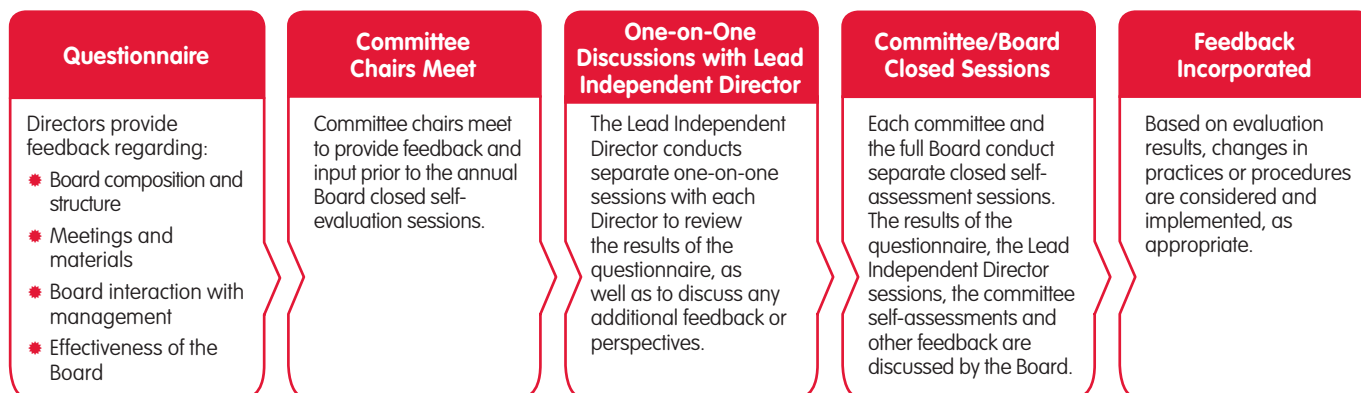 Questionnaire
Directors provide
feedback regarding:
Board composition and
structure
Meetings and
materials
Board interaction with
management
Effectiveness of the
Board
Committee
Chairs Meet
Committee chairs meet
to provide feedback and
input prior to the annual
Board closed self-
evaluation sessions.
One-on-One
Discussions with Lead
Independent Director
The Lead Independent
Director conducts
separate one-on-one
sessions with each
Director to review
the results of the
questionnaire, as
well as to discuss any
additional feedback or
perspectives.
Committee/Board
Closed Sessions
Each committee and
the full Board conduct
separate closed self-
assessment sessions.
The results of the
questionnaire, the Lead
Independent Director
sessions, the committee
self-assessments and
other feedback are
discussed by the Board.
Feedback
Incorporated
Based on evaluation
results, changes in
practices or procedures
are considered and
implemented, as
appropriate.